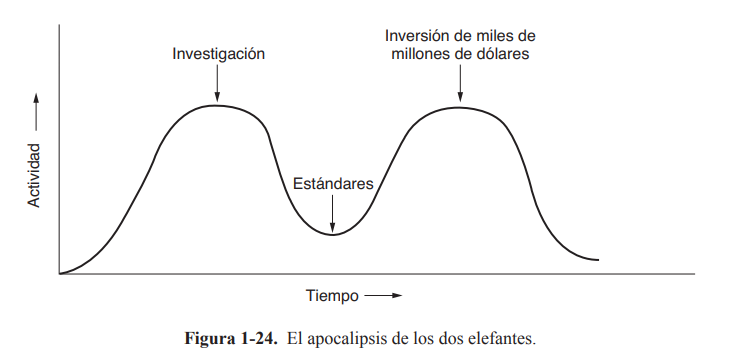 Inversión de miles de
millones de dólares
Investigación
Estándares
Actividad
Tiempo
Figura 1-24. El apocalipsis de los dos elefantes.